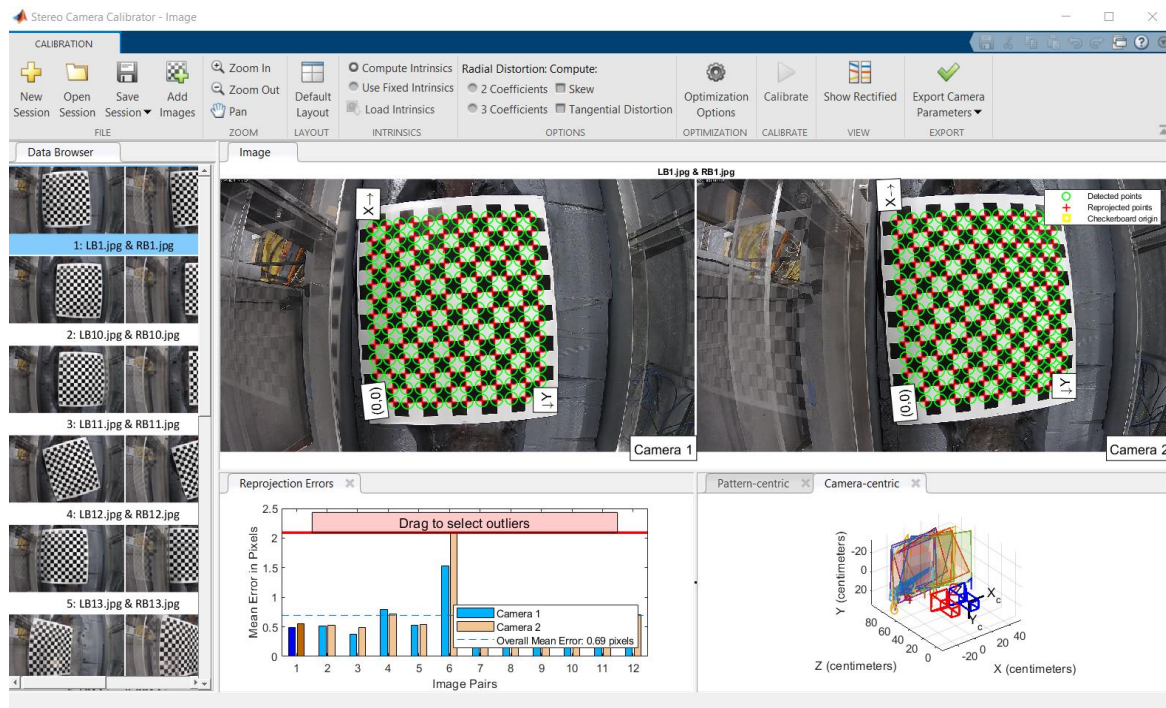 Stereo Camera Calibrator - Image
CALIBRATION
New Session
Open Session
Save Session
Add Images
FILE
Zoom In
Zoom Out
Pan
ZOOM
Default Layout
LAYOUT
Compute Intrinsics
Use Fixed Intrinsics
Load Intrinsics
INTRINSICS
Radial Distortion: Compute:
2 Coefficients
Skew
3 Coefficients
Tangential Distortion
OPTIONS
Optimization Options
OPTIMIZATION
Calibrate
CALIBRATE
Show Rectified
VIEW
Export Camera Parameters
EXPORT
Data Browser
1: LB1.jpg & RB1.jpg
2: LB10.jpg & RB10.jpg
3: LB11.jpg & RB11.jpg
4: LB12.jpg & RB12.jpg
5: LB13.jpg & RB13.jpg
Image
LB1.jpg & RB1.jpg
X→
(0,0)
↓Y
Camera 1
X→
(0,0)
↓Y
Camera 2
Detected points
Reprojected points
Checkerboard origin
Reprojection Errors
Drag to select outliers
Mean Error in Pixels
2.5
2
1.5
1
0.5
0
Camera 1
Camera 2
Overall Mean Error: 0.69 pixels
1 2 3 4 5 6 7 8 9 10 11 12
Image Pairs
Pattern-centric
Camera-centric
Y (centimeters)
-20
0
20
80
60
40
20
0
Z (centimeters)
-20
0
20
40
X (centimeters)
Xc
Yc